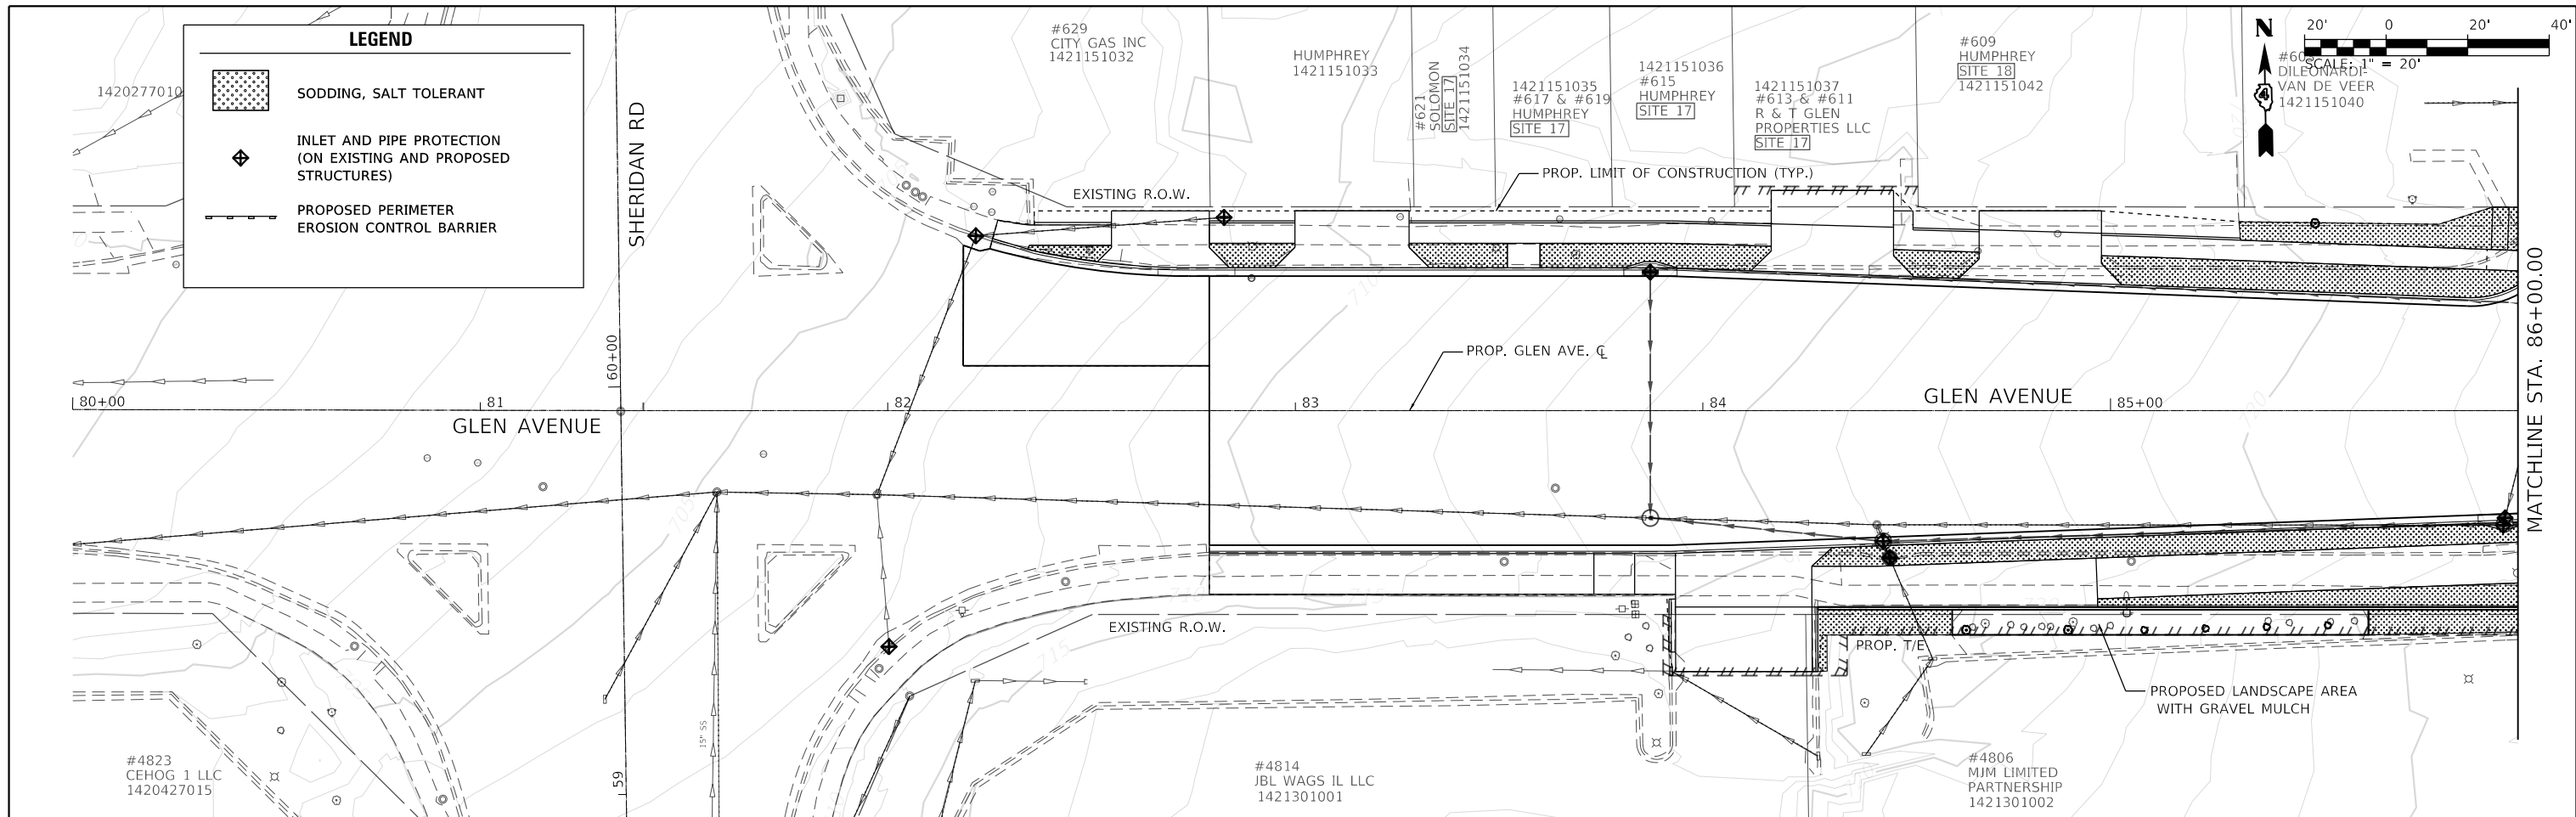 LEGEND
SODDING, SALT TOLERANT
INLET AND PIPE PROTECTION
(ON EXISTING AND PROPOSED
STRUCTURES)
PROPOSED PERIMETER
EROSION CONTROL BARRIER
1420277010
SHERIDAN RD
#629
CITY GAS INC
1421151032
HUMPHREY
1421151033
#621
SOLOMON
SITE 17
1421151034
1421151035
#617 & #619
HUMPHREY
SITE 17
1421151036
#615
HUMPHREY
SITE 17
1421151037
#613 & #611
R & T GLEN
PROPERTIES LLC
SITE 17
#609
HUMPHREY
SITE 18
1421151042
N
4
20' 0 20' 40'
SCALE: 1" = 20'
DILEONARDI-
VAN DE VEER
1421151040
EXISTING R.O.W.
PROP. LIMIT OF CONSTRUCTION (TYP.)
710
MATCHLINE STA. 86+00.00
60+00
PROP. GLEN AVE. ℄
80+00
81
82
83
84
85+00
GLEN AVENUE
GLEN AVENUE
720
705
EXISTING R.O.W.
715
PROP. T/E
PROPOSED LANDSCAPE AREA
WITH GRAVEL MULCH
15" SS
59
#4823
CEHOG 1 LLC
1420427015
#4814
JBL WAGS IL LLC
1421301001
#4806
MJM LIMITED
PARTNERSHIP
1421301002